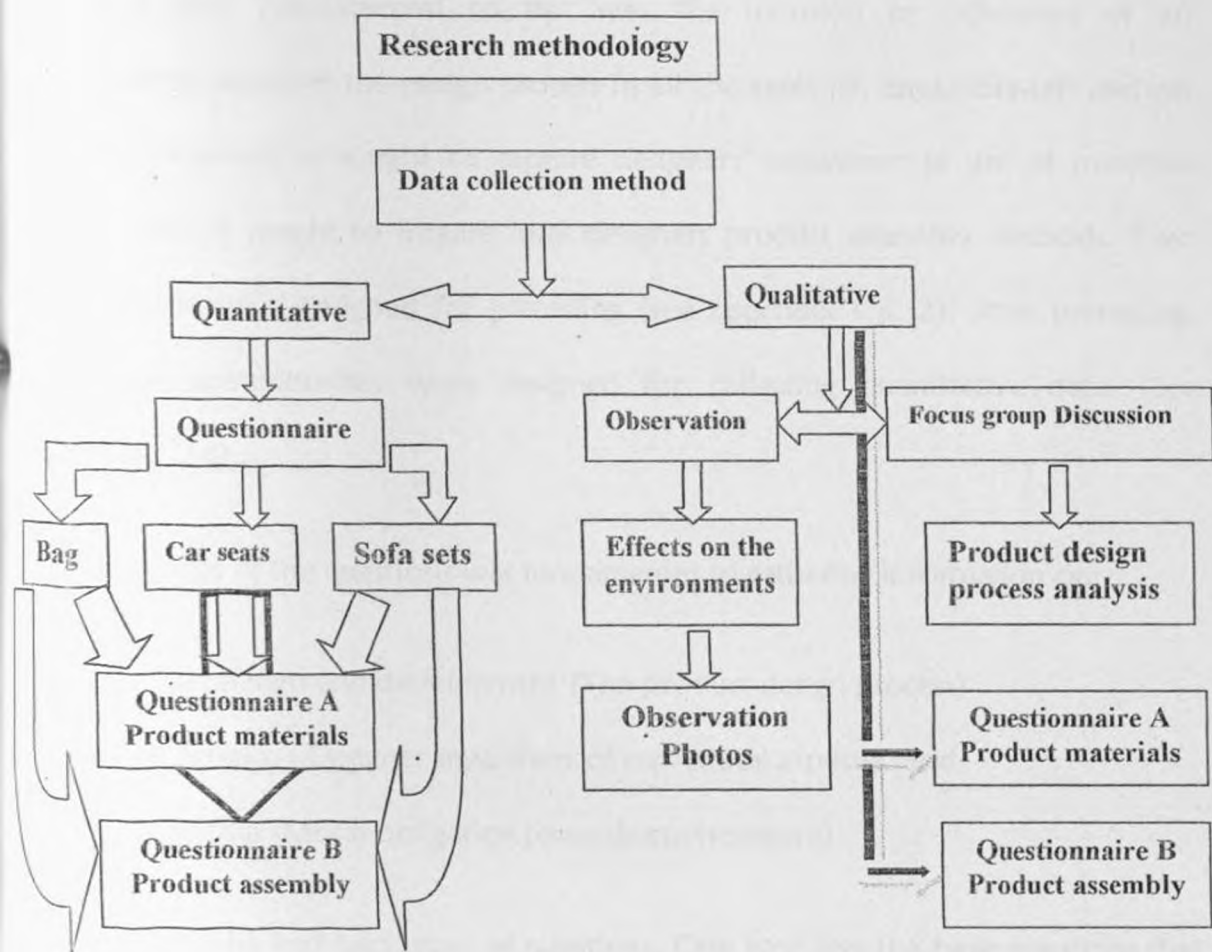 Research methodology
Data collection method
Quantitative
Qualitative
Questionnaire
Observation
Focus group Discussion
Bag
Car seats
Sofa sets
Effects on the
environments
Product design
process analysis
Questionnaire A
Product materials
Observation
Photos
Questionnaire A
Product materials
Questionnaire B
Product assembly
Questionnaire B
Product assembly